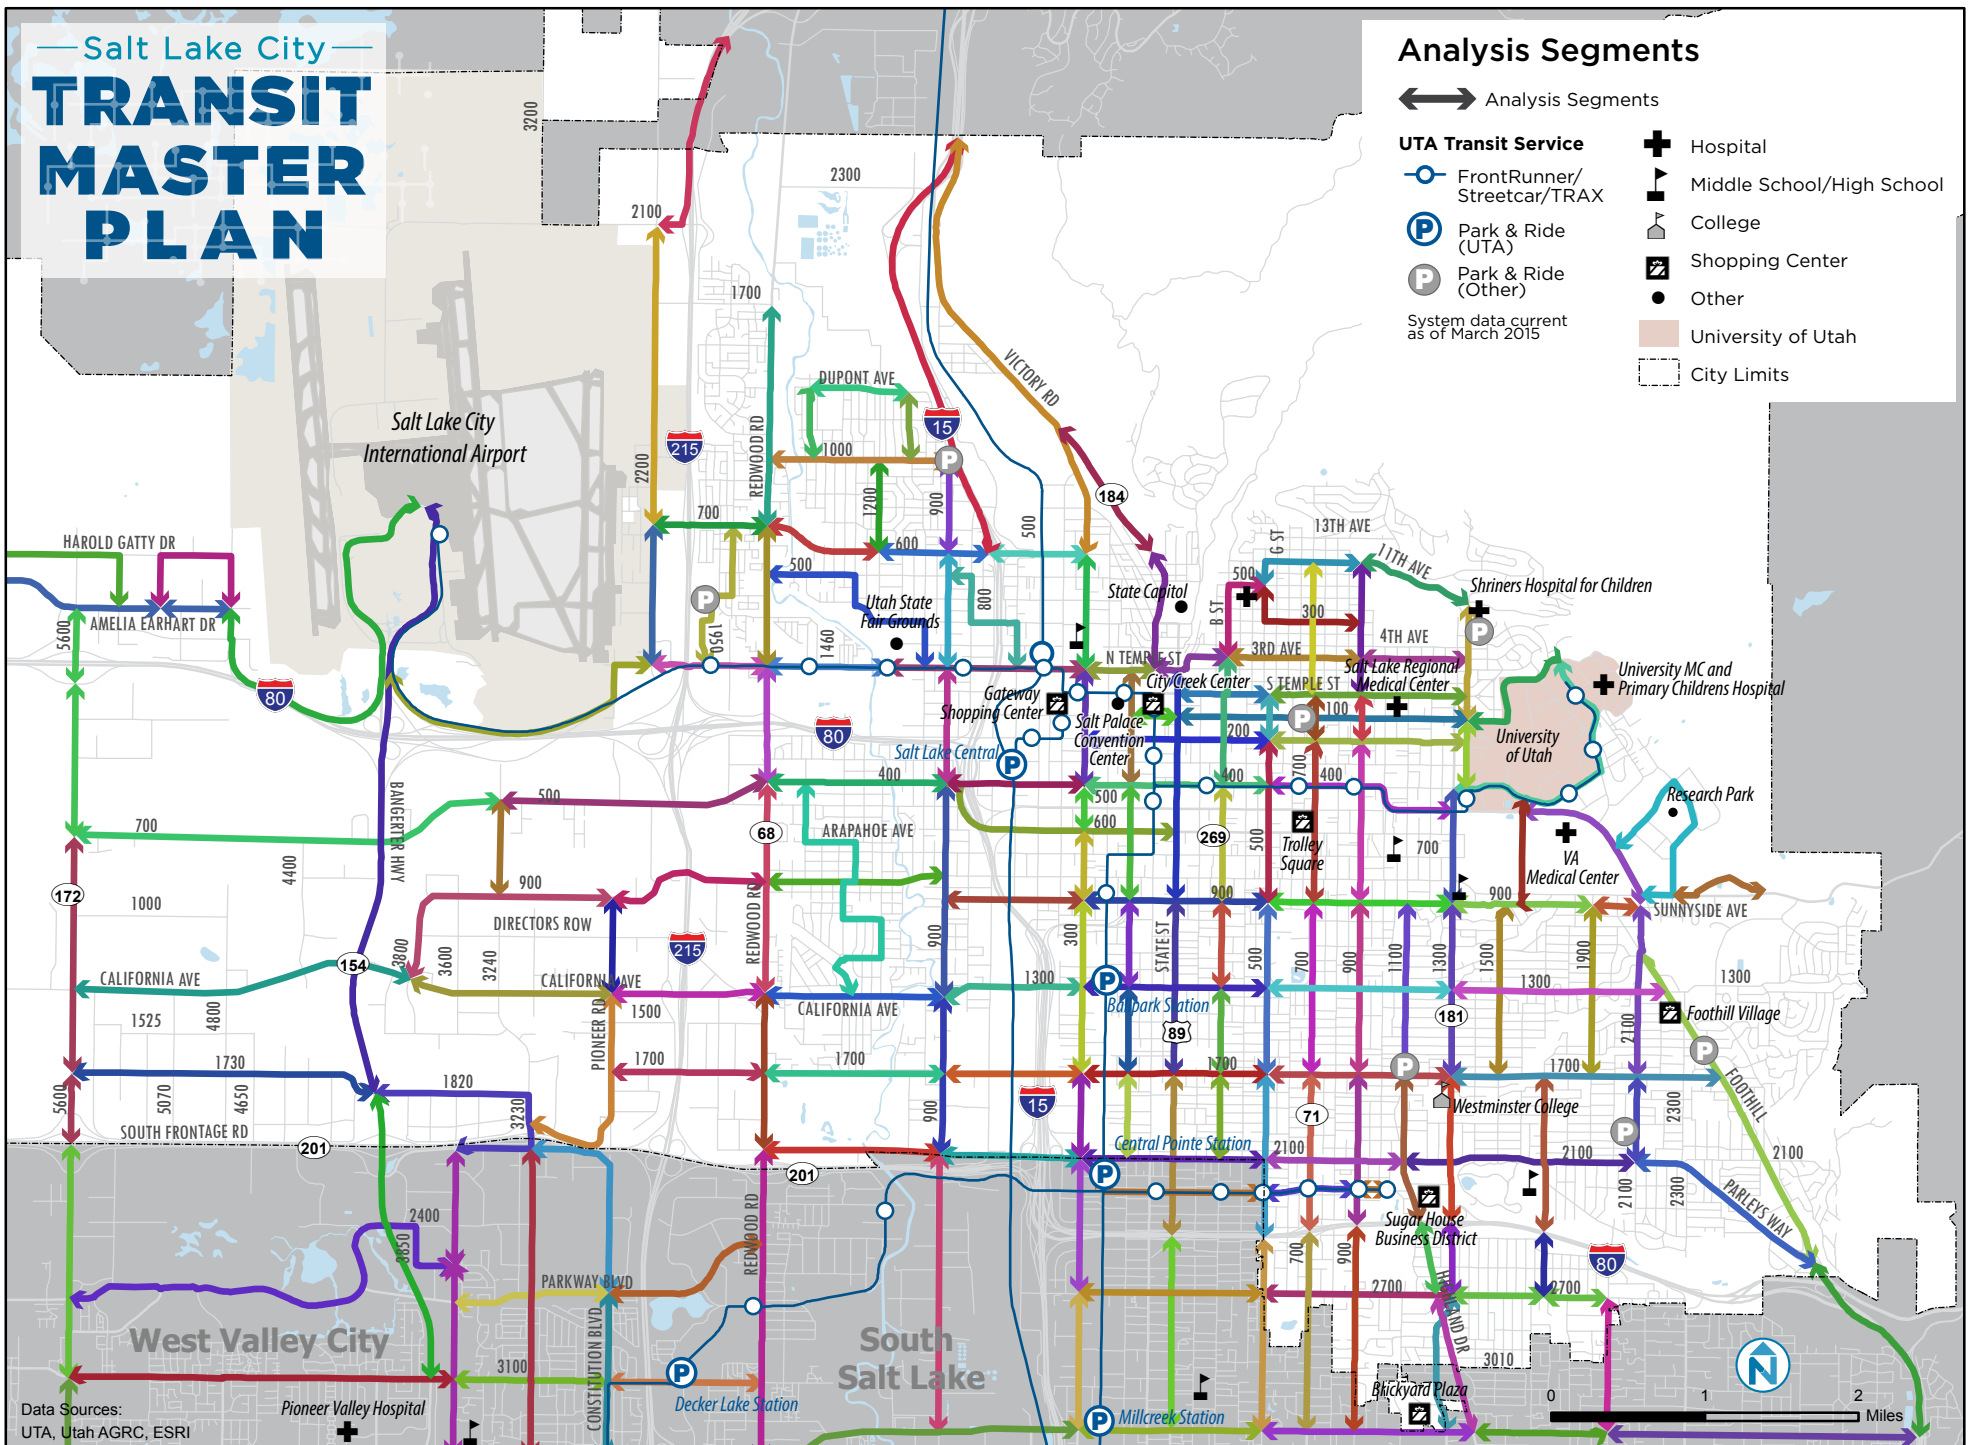 Salt Lake City
TRANSIT
MASTER
PLAN
Analysis Segments
Analysis Segments
UTA Transit Service
FrontRunner/
Streetcar/TRAX
Park & Ride
(UTA)
Park & Ride
(Other)
System data current
as of March 2015
Hospital
Middle School/High School
College
Shopping Center
Other
University of Utah
City Limits
3200
2300
2100
1700
DUPONT AVE
VICTORY RD
Salt Lake City
International Airport
15
215
2200
REDWOOD RD
1000
1200
900
184
500
700
600
500
13TH AVE
G ST
11TH AVE
HAROLD GATTY DR
AMELIA EARHART DR
5600
Utah State
Fair Grounds
800
State Capitol
500
B ST
300
Shriners Hospital for Children
4TH AVE
3RD AVE
1950
1460
N TEMPLE ST
Salt Lake Regional
Medical Center
University MC and
Primary Childrens Hospital
80
Gateway
Shopping Center
City Creek Center
S TEMPLE ST
100
Salt Palace
Convention
Center
200
University
of Utah
80
Salt Lake Central
BANGERTER HWY
400
400
700
400
500
500
Research Park
700
68
ARAPAHOE AVE
600
269
500
Trolley
Square
700
VA
Medical Center
4400
172
900
1000
DIRECTORS ROW
REDWOOD RD
900
900
SUNNYSIDE AVE
215
154
3800
3600
3240
900
300
STATE ST
500
700
900
1100
1300
1500
1900
CALIFORNIA AVE
CALIFORNIA AVE
1300
1300
1300
1525
4800
PIONEER RD
1500
CALIFORNIA AVE
Ballpark Station
89
181
2100
Foothill Village
1730
1820
1700
1700
1700
1700
FOOTHILL
5600
5070
4650
3230
900
15
71
Westminster College
2300
SOUTH FRONTAGE RD
201
201
Central Pointe Station
2100
2100
2100
2100
2300
PARLEYS WAY
2400
3850
REDWOOD RD
Sugar House
Business District
700
900
80
PARKWAY BLVD
2700
2700
HIGHLAND DR
West Valley City
CONSTITUTION BLVD
South
Salt Lake
3100
3010
Decker Lake Station
Brickyard Plaza
Millcreek Station
Pioneer Valley Hospital
N
0
1
2
Miles
Data Sources:
UTA, Utah AGRC, ESRI